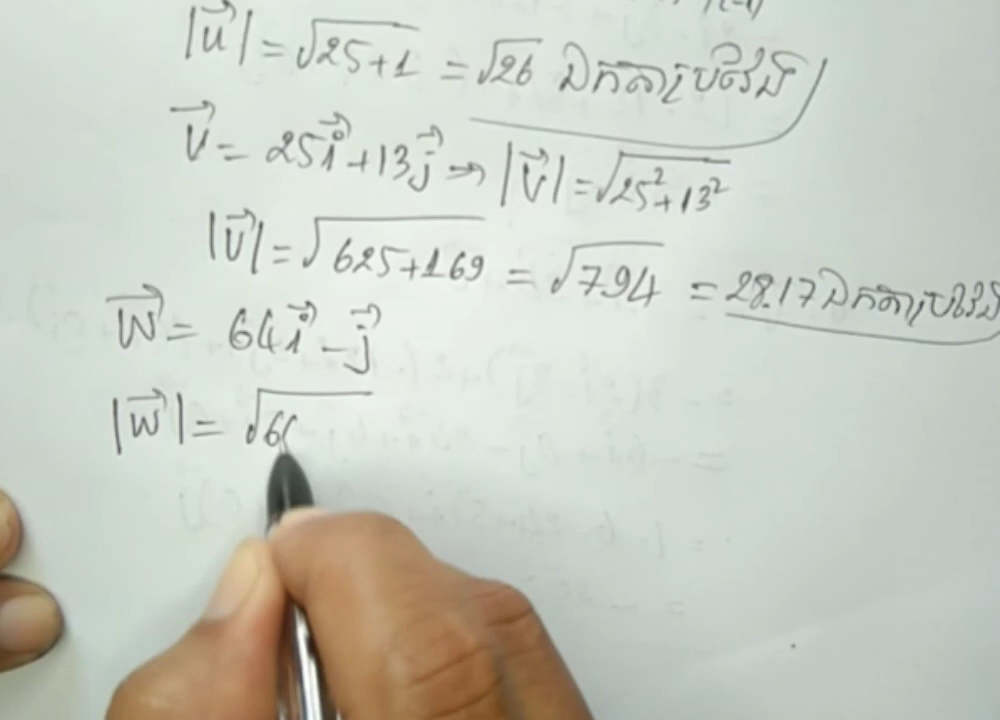 |u⃗| = √25+1 = √26 ឯកតាប្រវែង
v⃗ = 25i⃗ + 13j⃗ ⇒ |v⃗| = √25²+13²
|v⃗| = √625+169 = √794 = 28.17 ឯកតាប្រវែង
w⃗ = 64i⃗ - j⃗
|w⃗| = √6